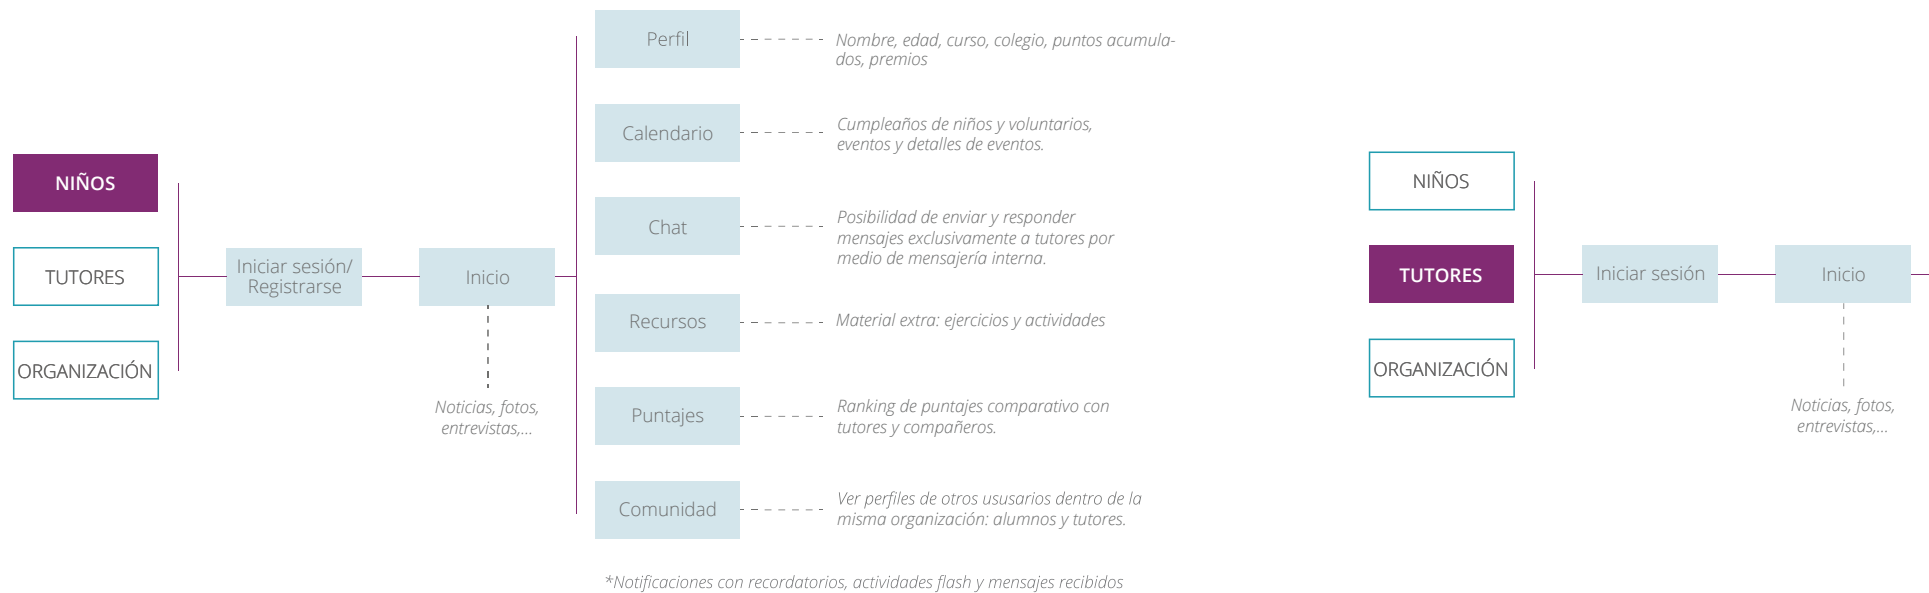 NIÑOS
TUTORES
ORGANIZACIÓN
Iniciar sesión/
Registrarse
Inicio
Noticias, fotos,
entrevistas,...
Perfil
Nombre, edad, curso, colegio, puntos acumula-
dos, premios
Calendario
Cumpleaños de niños y voluntarios,
eventos y detalles de eventos.
Chat
Posibilidad de enviar y responder
mensajes exclusivamente a tutores por
medio de mensajería interna.
Recursos
Material extra: ejercicios y actividades
Puntajes
Ranking de puntajes comparativo con
tutores y compañeros.
Comunidad
Ver perfiles de otros ususarios dentro de la
misma organización: alumnos y tutores.
*Notificaciones con recordatorios, actividades flash y mensajes recibidos
NIÑOS
TUTORES
ORGANIZACIÓN
Iniciar sesión
Inicio
Noticias, fotos,
entrevistas,...